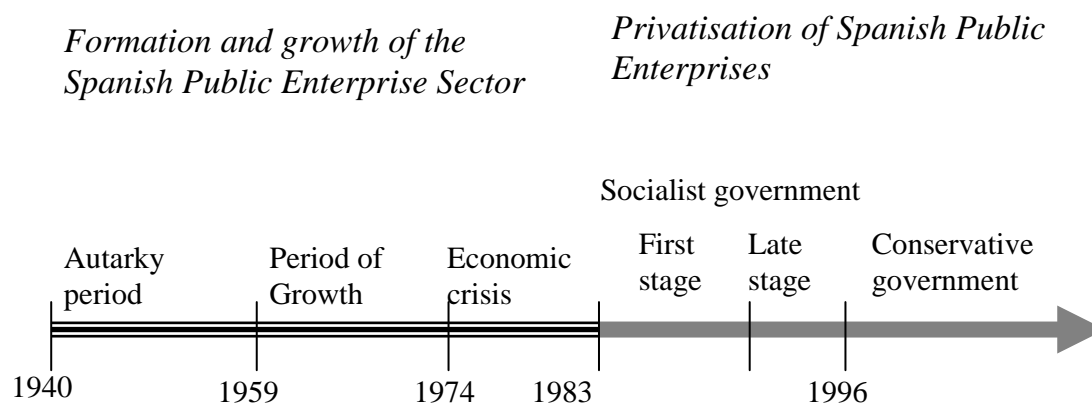 Formation and growth of the
Spanish Public Enterprise Sector
Privatisation of Spanish Public
Enterprises
Socialist government
Autarky
period
Period of
Growth
Economic
crisis
First
stage
Late
stage
Conservative
government
1940
1959
1974
1983
1996